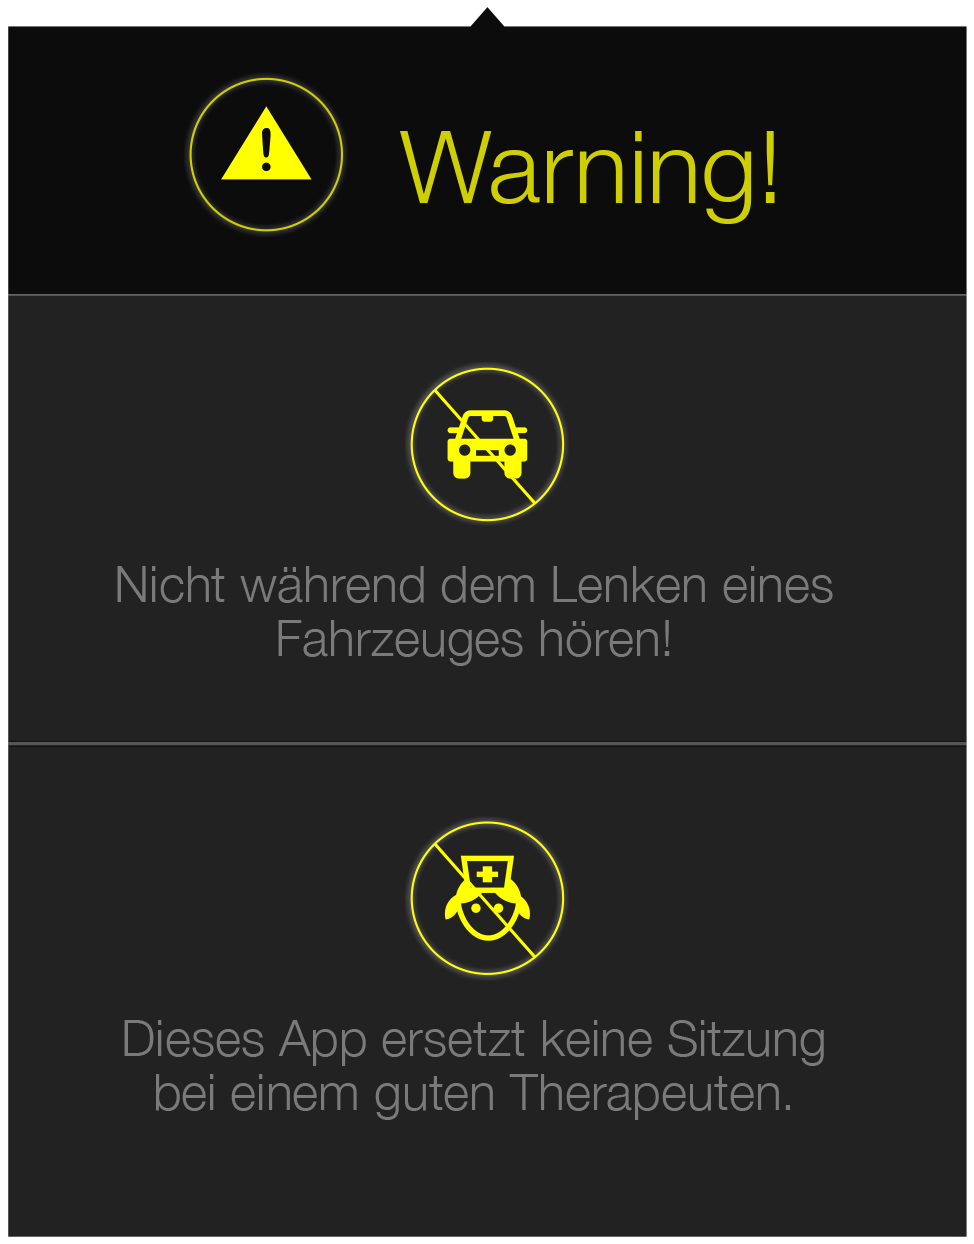 Warning!
Nicht während dem Lenken eines
Fahrzeuges hören!
Dieses App ersetzt keine Sitzung
bei einem guten Therapeuten.